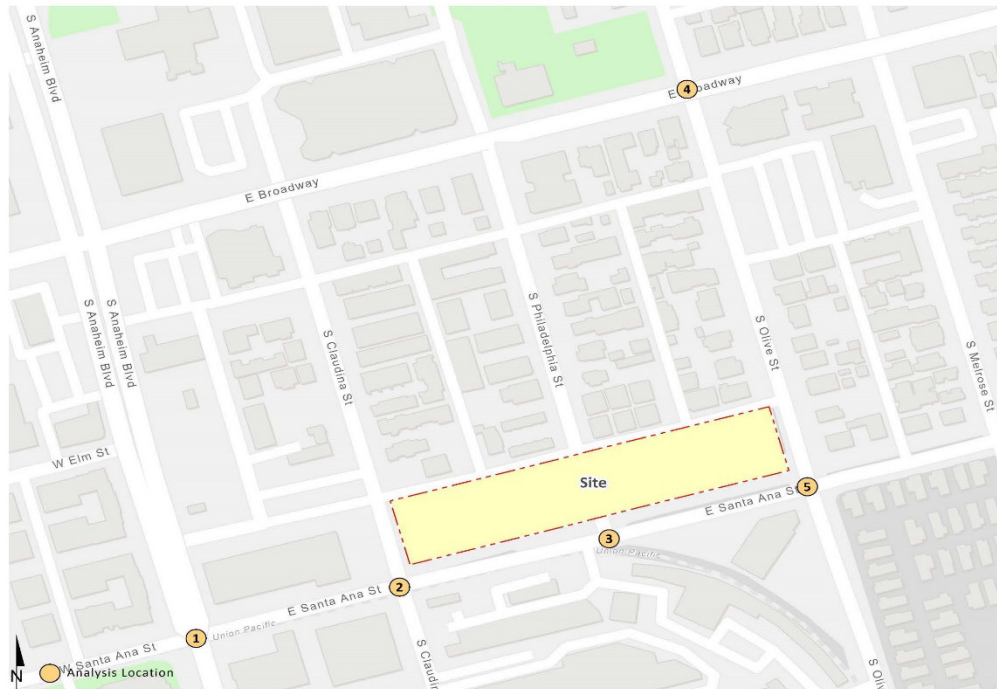 S Anaheim Blvd
4
E Broadway
E Broadway
S Anaheim Blvd
S Anaheim Blvd
S Claudina St
S Philadelphia St
S Olive St
S Melrose St
W Elm St
Site
5
E Santa Ana St
3
Union Pacific
2
E Santa Ana St
1
Union Pacific
W Santa Ana St
S Claudi
S Oli
N
Analysis Location